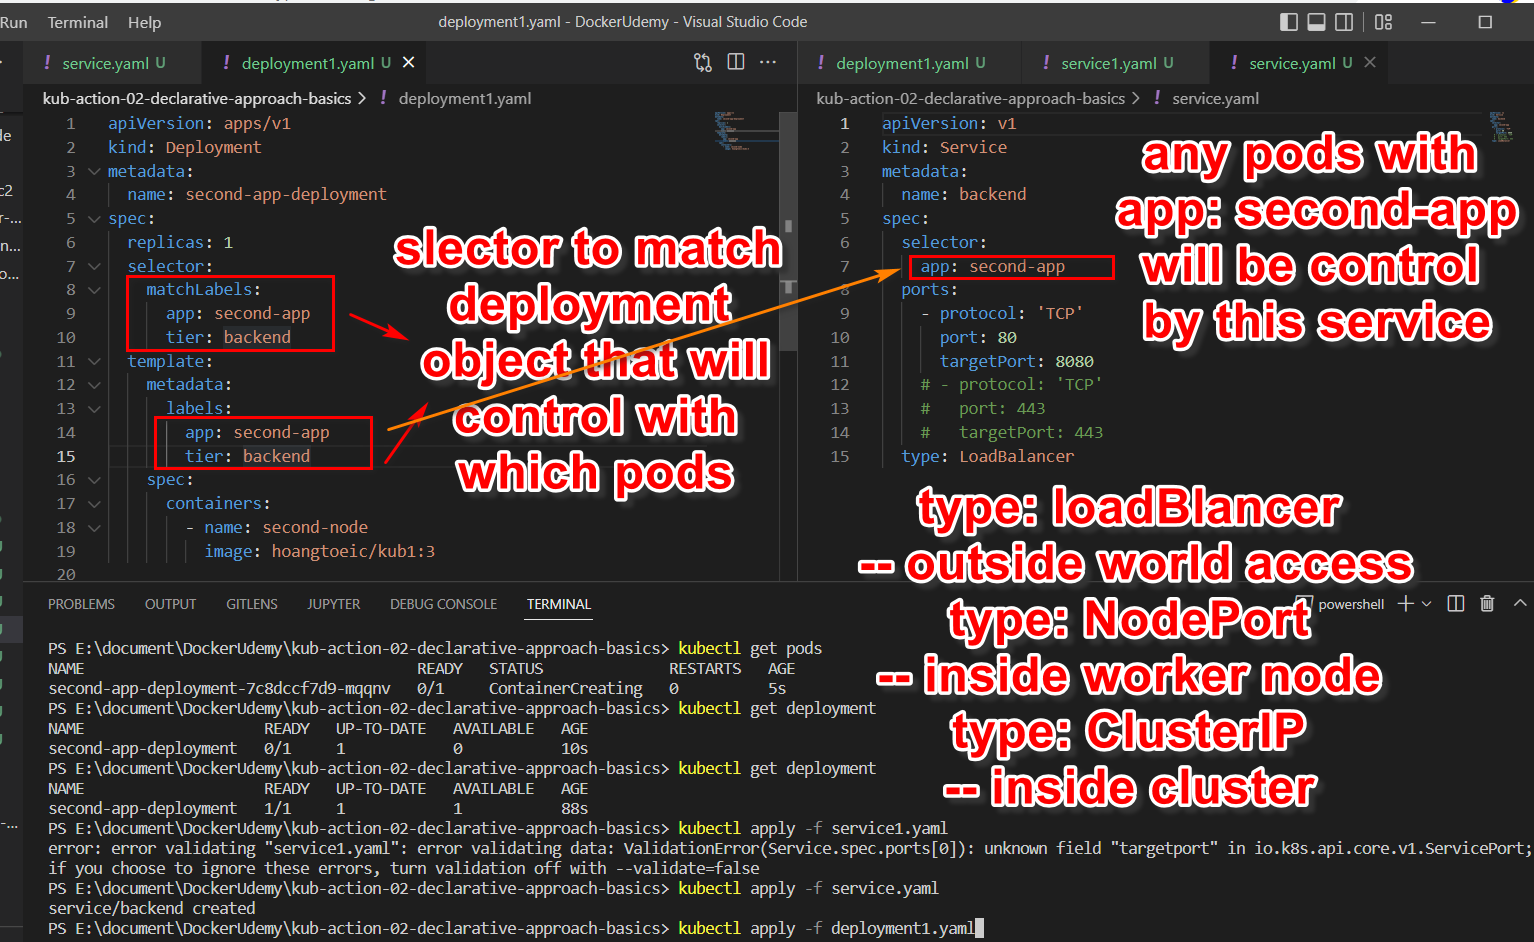 Run Terminal Help
deployment1.yaml - DockerUdemy - Visual Studio Code
! service.yaml U
! deployment1.yaml U
kub-action-02-declarative-approach-basics > ! deployment1.yaml
1 apiVersion: apps/v1
2 kind: Deployment
3 metadata:
4 name: second-app-deployment
5 spec:
6 replicas: 1
7 selector:
8 matchLabels:
9 app: second-app
10 tier: backend
11 template:
12 metadata:
13 labels:
14 app: second-app
15 tier: backend
16 spec:
17 containers:
18 - name: second-node
19 image: hoangtoeic/kub1:3
20
slector to match
deployment
object that will
control with
which pods
! deployment1.yaml U
! service1.yaml U
! service.yaml U
kub-action-02-declarative-approach-basics > ! service.yaml
1 apiVersion: v1
2 kind: Service
3 metadata:
4 name: backend
5 spec:
6 selector:
7 app: second-app
8 ports:
9 - protocol: 'TCP'
10 port: 80
11 targetPort: 8080
12 # - protocol: 'TCP'
13 # port: 443
14 # targetPort: 443
15 type: LoadBalancer
any pods with
app: second-app
will be control
by this service
type: loadBlancer
-- outside world access
type: NodePort
-- inside worker node
type: ClusterIP
-- inside cluster
PROBLEMS OUTPUT GITLENS JUPYTER DEBUG CONSOLE TERMINAL
powershell
PS E:\document\DockerUdemy\kub-action-02-declarative-approach-basics> kubectl get pods
NAME READY STATUS RESTARTS AGE
second-app-deployment-7c8dccf7d9-mqqnv 0/1 ContainerCreating 0 5s
PS E:\document\DockerUdemy\kub-action-02-declarative-approach-basics> kubectl get deployment
NAME READY UP-TO-DATE AVAILABLE AGE
second-app-deployment 0/1 1 0 10s
PS E:\document\DockerUdemy\kub-action-02-declarative-approach-basics> kubectl get deployment
NAME READY UP-TO-DATE AVAILABLE AGE
second-app-deployment 1/1 1 1 88s
PS E:\document\DockerUdemy\kub-action-02-declarative-approach-basics> kubectl apply -f service1.yaml
error: error validating "service1.yaml": error validating data: ValidationError(Service.spec.ports[0]): unknown field "targetport" in io.k8s.api.core.v1.ServicePort;
if you choose to ignore these errors, turn validation off with --validate=false
PS E:\document\DockerUdemy\kub-action-02-declarative-approach-basics> kubectl apply -f service.yaml
service/backend created
PS E:\document\DockerUdemy\kub-action-02-declarative-approach-basics> kubectl apply -f deployment1.yaml